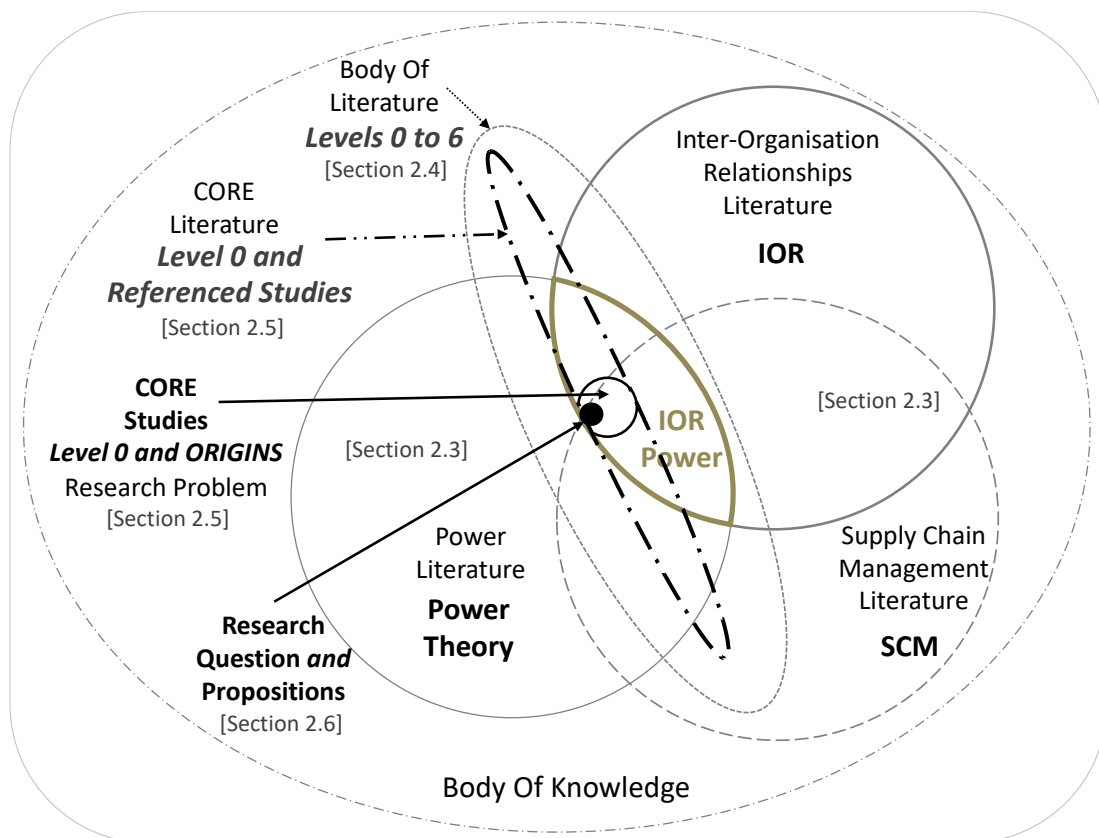 Body Of
Literature
Levels 0 to 6
[Section 2.4]
CORE
Literature
Level 0 and
Referenced Studies
[Section 2.5]
CORE
Studies
Level 0 and ORIGINS
Research Problem
[Section 2.5]
Research
Question and
Propositions
[Section 2.6]
Inter-Organisation
Relationships
Literature
IOR
[Section 2.3]
IOR
Power
[Section 2.3]
Power
Literature
Power
Theory
Supply Chain
Management
Literature
SCM
Body Of Knowledge